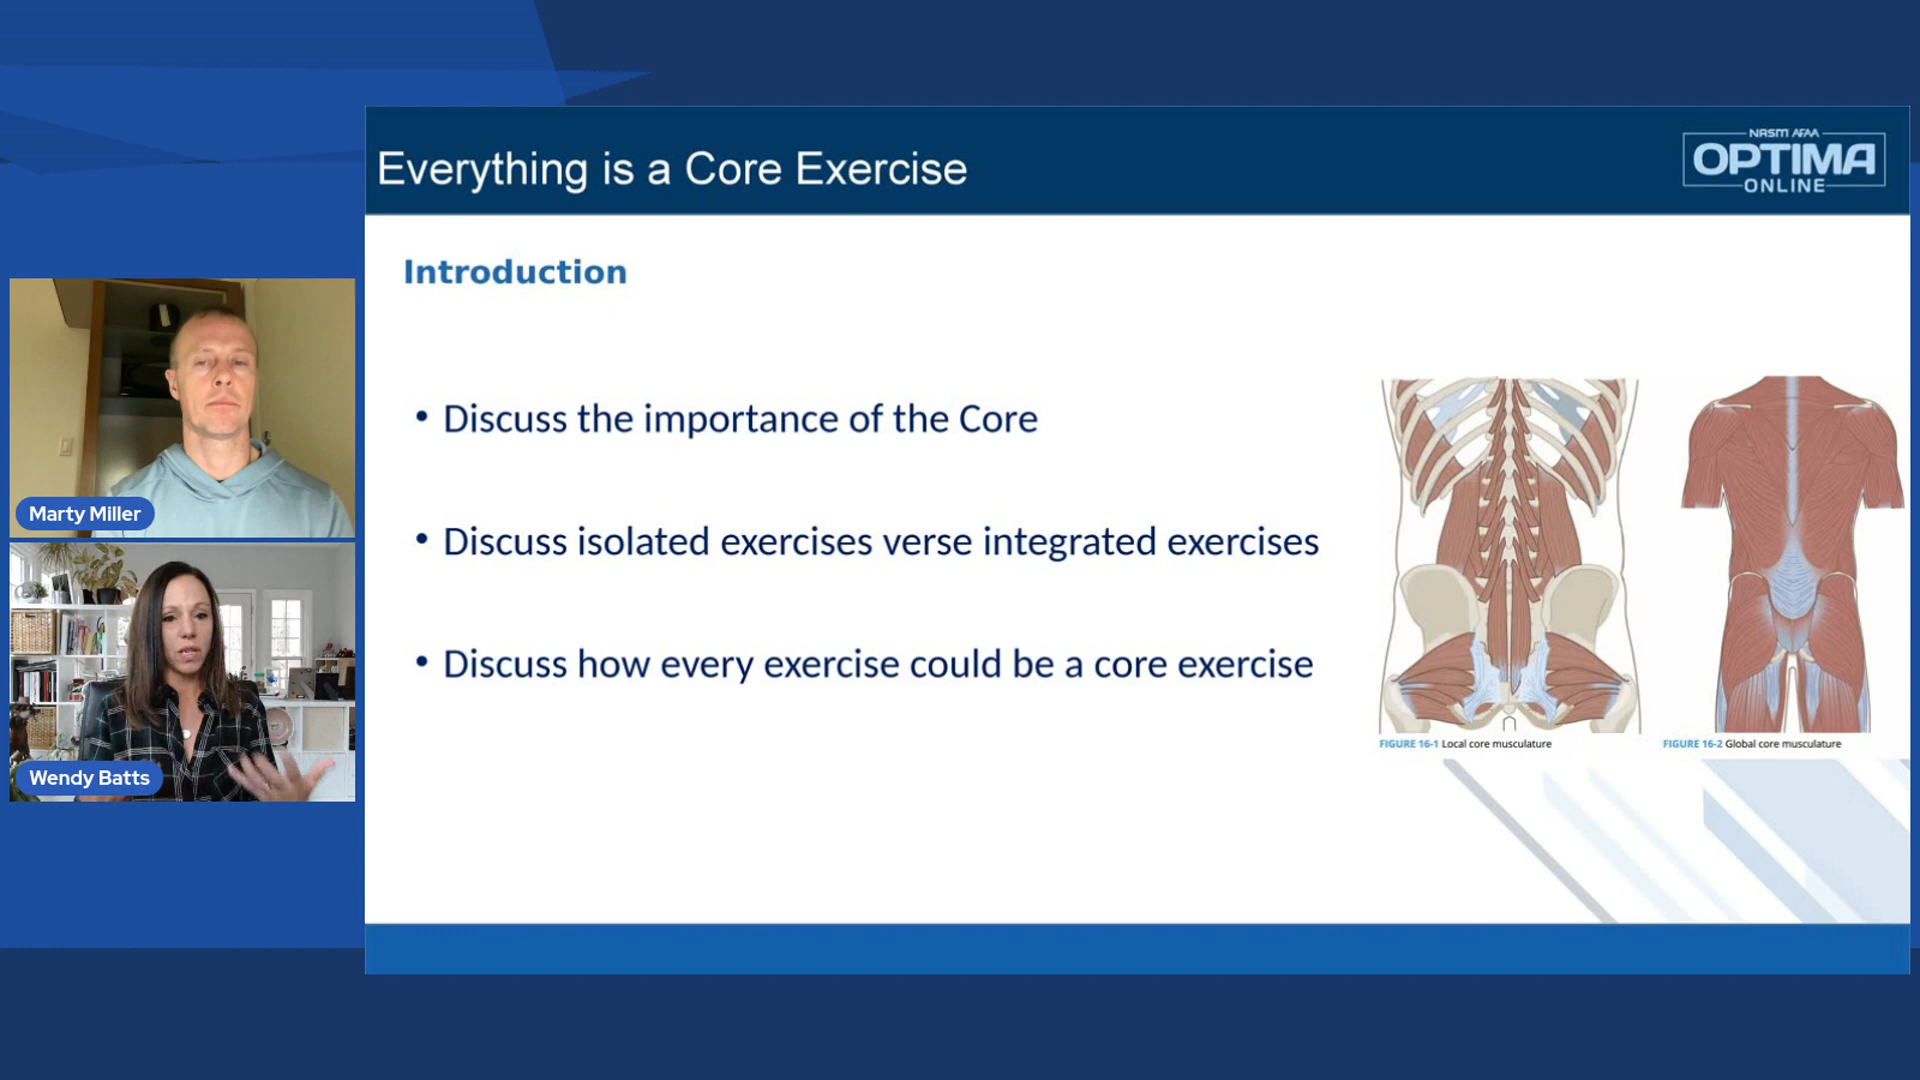 Everything is a Core Exercise
NASM AFAA
OPTIMA
ONLINE
Introduction
• Discuss the importance of the Core
• Discuss isolated exercises verse integrated exercises
• Discuss how every exercise could be a core exercise
FIGURE 16-1 Local core musculature
FIGURE 16-2 Global core musculature
Marty Miller
Wendy Batts